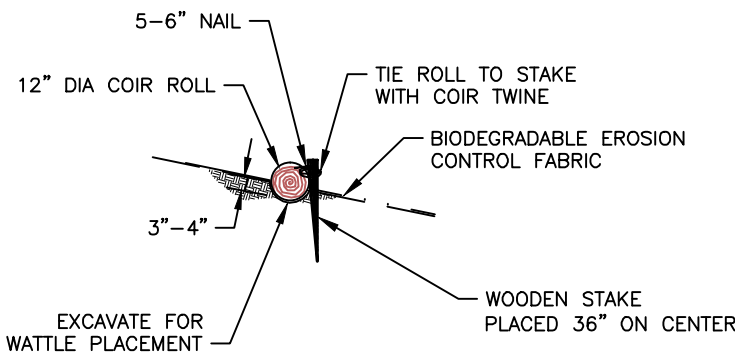 5-6" NAIL
12" DIA COIR ROLL
TIE ROLL TO STAKE
WITH COIR TWINE
BIODEGRADABLE EROSION
CONTROL FABRIC
3"-4"
EXCAVATE FOR
WATTLE PLACEMENT
WOODEN STAKE
PLACED 36" ON CENTER